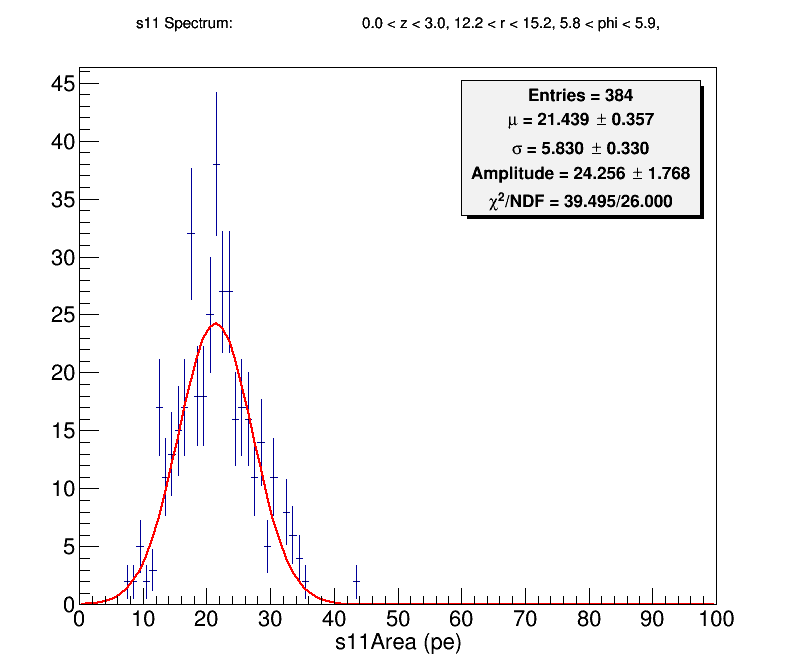 s11 Spectrum: 0.0 < z < 3.0, 12.2 < r < 15.2, 5.8 < phi < 5.9,
Entries = 384
μ = 21.439 ± 0.357
σ = 5.830 ± 0.330
Amplitude = 24.256 ± 1.768
χ²/NDF = 39.495/26.000
45
40
35
30
25
20
15
10
5
0
0 10 20 30 40 50 60 70 80 90 100
s11Area (pe)